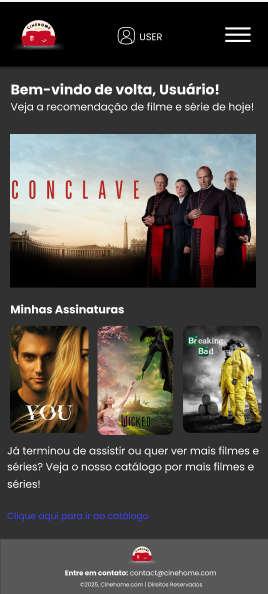 CINEHOME
USER
Bem-vindo de volta, Usuário!
Veja a recomendação de filme e série de hoje!
CONCLAVE
Minhas Assinaturas
YOU
WICKED
Breaking
Bad
Já terminou de assistir ou quer ver mais filmes e
séries? Veja o nosso catálogo por mais filmes e
séries!
Clique aqui para ir ao catálogo
Entre em contato: contact@cinehome.com
©2025, Cinehome.com | Direitos Reservados